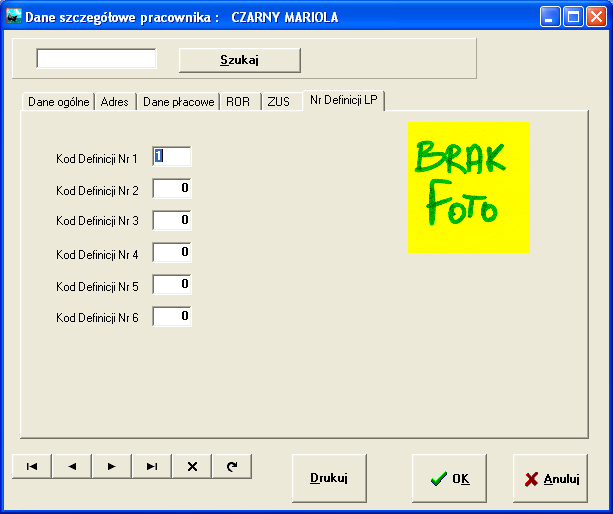 Dane szczegółowe pracownika : CZARNY MARIOLA
Szukaj
Dane ogólne Adres Dane płacowe ROR ZUS Nr Definicji LP
Kod Definicji Nr 1 1
Kod Definicji Nr 2 0
Kod Definicji Nr 3 0
Kod Definicji Nr 4 0
Kod Definicji Nr 5 0
Kod Definicji Nr 6 0
BRAK
FOTO
Drukuj OK Anuluj